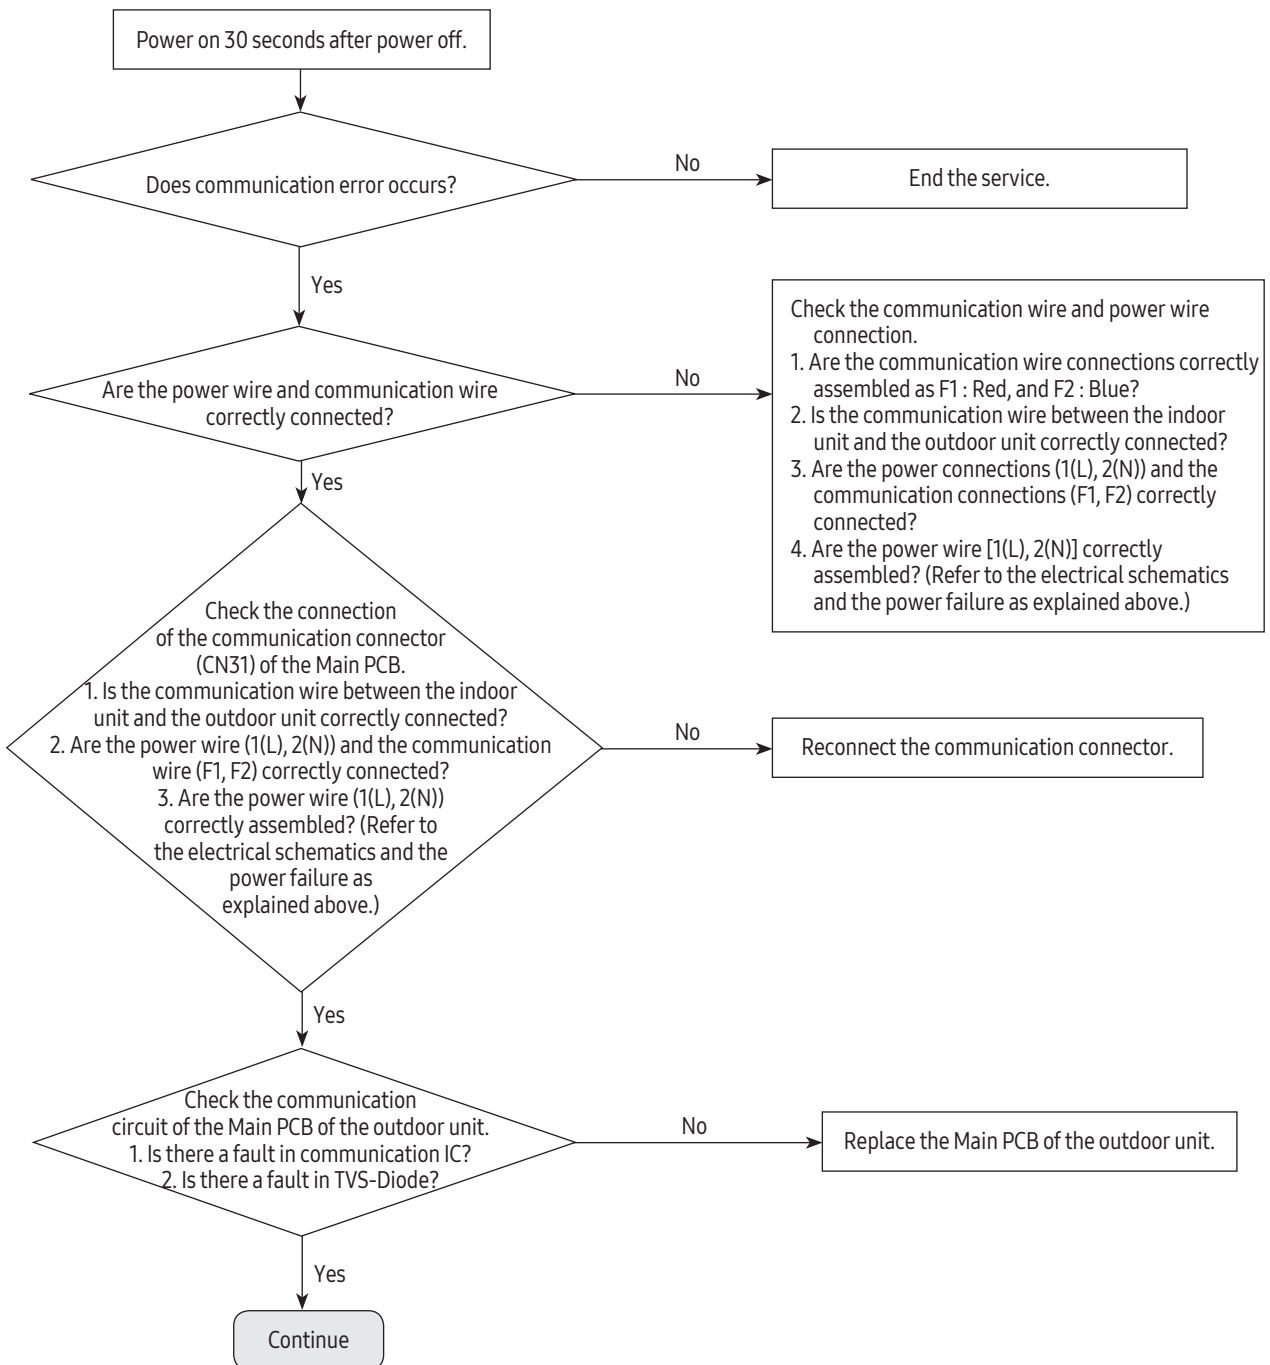 Power on 30 seconds after power off.
Does communication error occurs?
No
End the service.
Yes
Are the power wire and communication wire
correctly connected?
No
Check the communication wire and power wire
connection.
1. Are the communication wire connections correctly
assembled as F1 : Red, and F2 : Blue?
2. Is the communication wire between the indoor
unit and the outdoor unit correctly connected?
3. Are the power connections (1(L), 2(N)) and the
communication connections (F1, F2) correctly
connected?
4. Are the power wire [1(L), 2(N)] correctly
assembled? (Refer to the electrical schematics
and the power failure as explained above.)
Yes
Check the connection
of the communication connector
(CN31) of the Main PCB.
1. Is the communication wire between the indoor
unit and the outdoor unit correctly connected?
2. Are the power wire (1(L), 2(N)) and the communication
wire (F1, F2) correctly connected?
3. Are the power wire (1(L), 2(N))
correctly assembled? (Refer to
the electrical schematics and the
power failure as
explained above.)
No
Reconnect the communication connector.
Yes
Check the communication
circuit of the Main PCB of the outdoor unit.
1. Is there a fault in communication IC?
2. Is there a fault in TVS-Diode?
No
Replace the Main PCB of the outdoor unit.
Yes
Continue